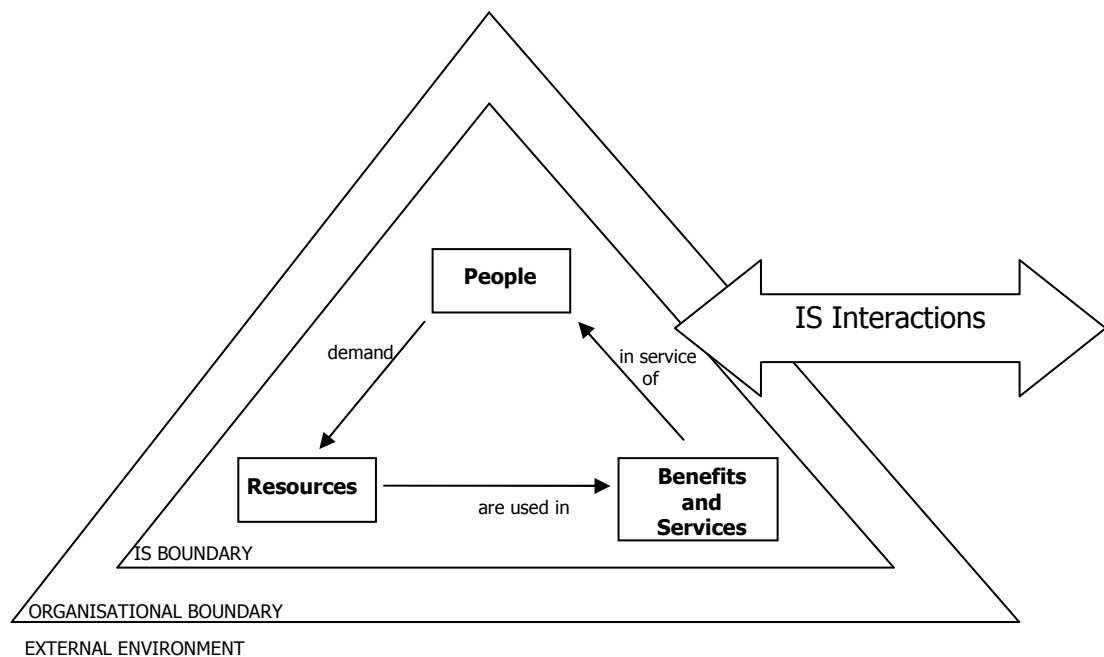 People
IS Interactions
demand
in service
of
Resources
are used in
Benefits
and
Services
IS BOUNDARY
ORGANISATIONAL BOUNDARY
EXTERNAL ENVIRONMENT